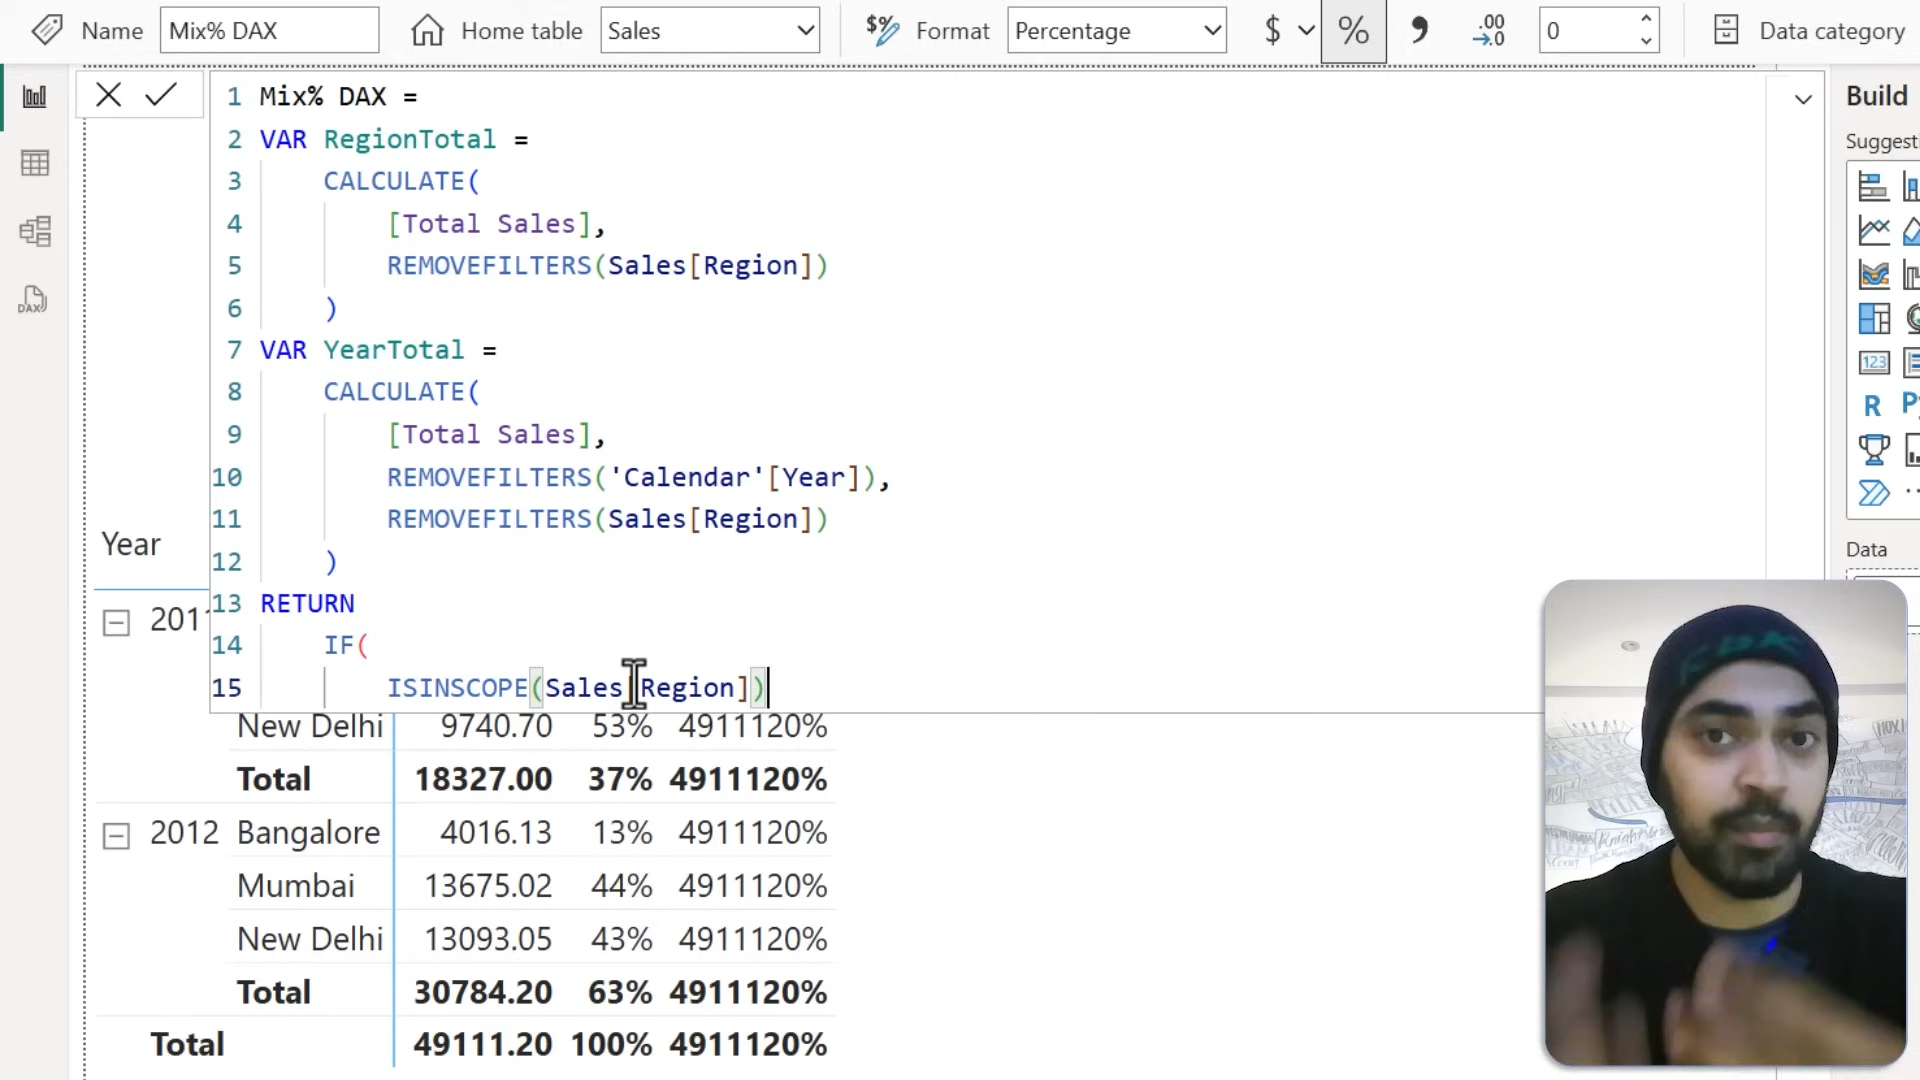 Name Mix% DAX Home table Sales $% Format Percentage $ % , .00 →.0 0 Data category
1 Mix% DAX =
2 VAR RegionTotal =
3 CALCULATE(
4 [Total Sales],
5 REMOVEFILTERS(Sales[Region])
6 )
7 VAR YearTotal =
8 CALCULATE(
9 [Total Sales],
10 REMOVEFILTERS('Calendar'[Year]),
11 REMOVEFILTERS(Sales[Region])
12 )
13 RETURN
14 IF(
15 ISINSCOPE(Sales[Region])
DAX
Year
201
New Delhi 9740.70 53% 4911120%
Total 18327.00 37% 4911120%
2012 Bangalore 4016.13 13% 4911120%
Mumbai 13675.02 44% 4911120%
New Delhi 13093.05 43% 4911120%
Total 30784.20 63% 4911120%
Total 49111.20 100% 4911120%
Build
Suggesti
123
R
Data